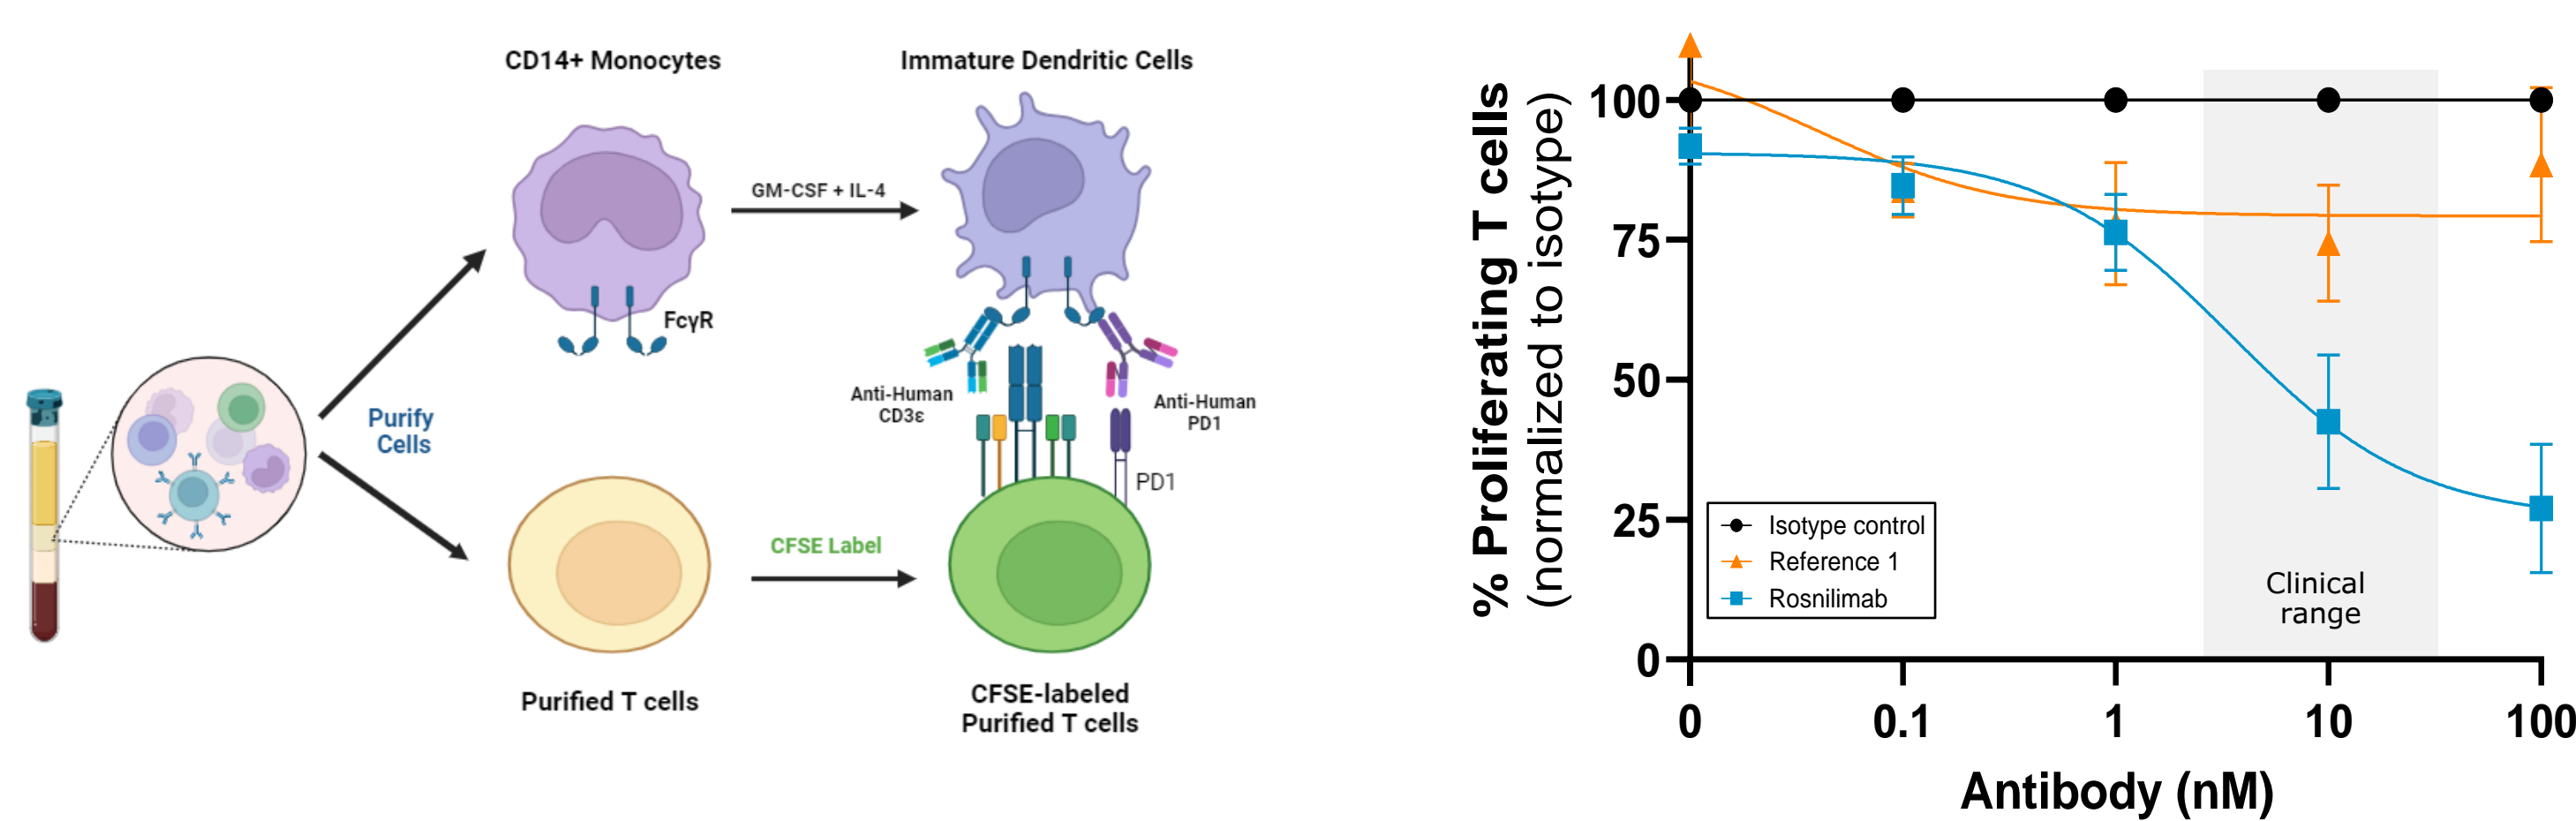 CD14+ Monocytes
Immature Dendritic Cells
GM-CSF + IL-4
FcγR
Purify
Cells
Anti-Human
CD3ε
Anti-Human
PD1
PD1
CFSE Label
Purified T cells
CFSE-labeled
Purified T cells
% Proliferating T cells
(normalized to isotype)
100
75
50
25
0
Isotype control
Reference 1
Rosnilimab
Clinical
range
0
0.1
1
10
100
Antibody (nM)